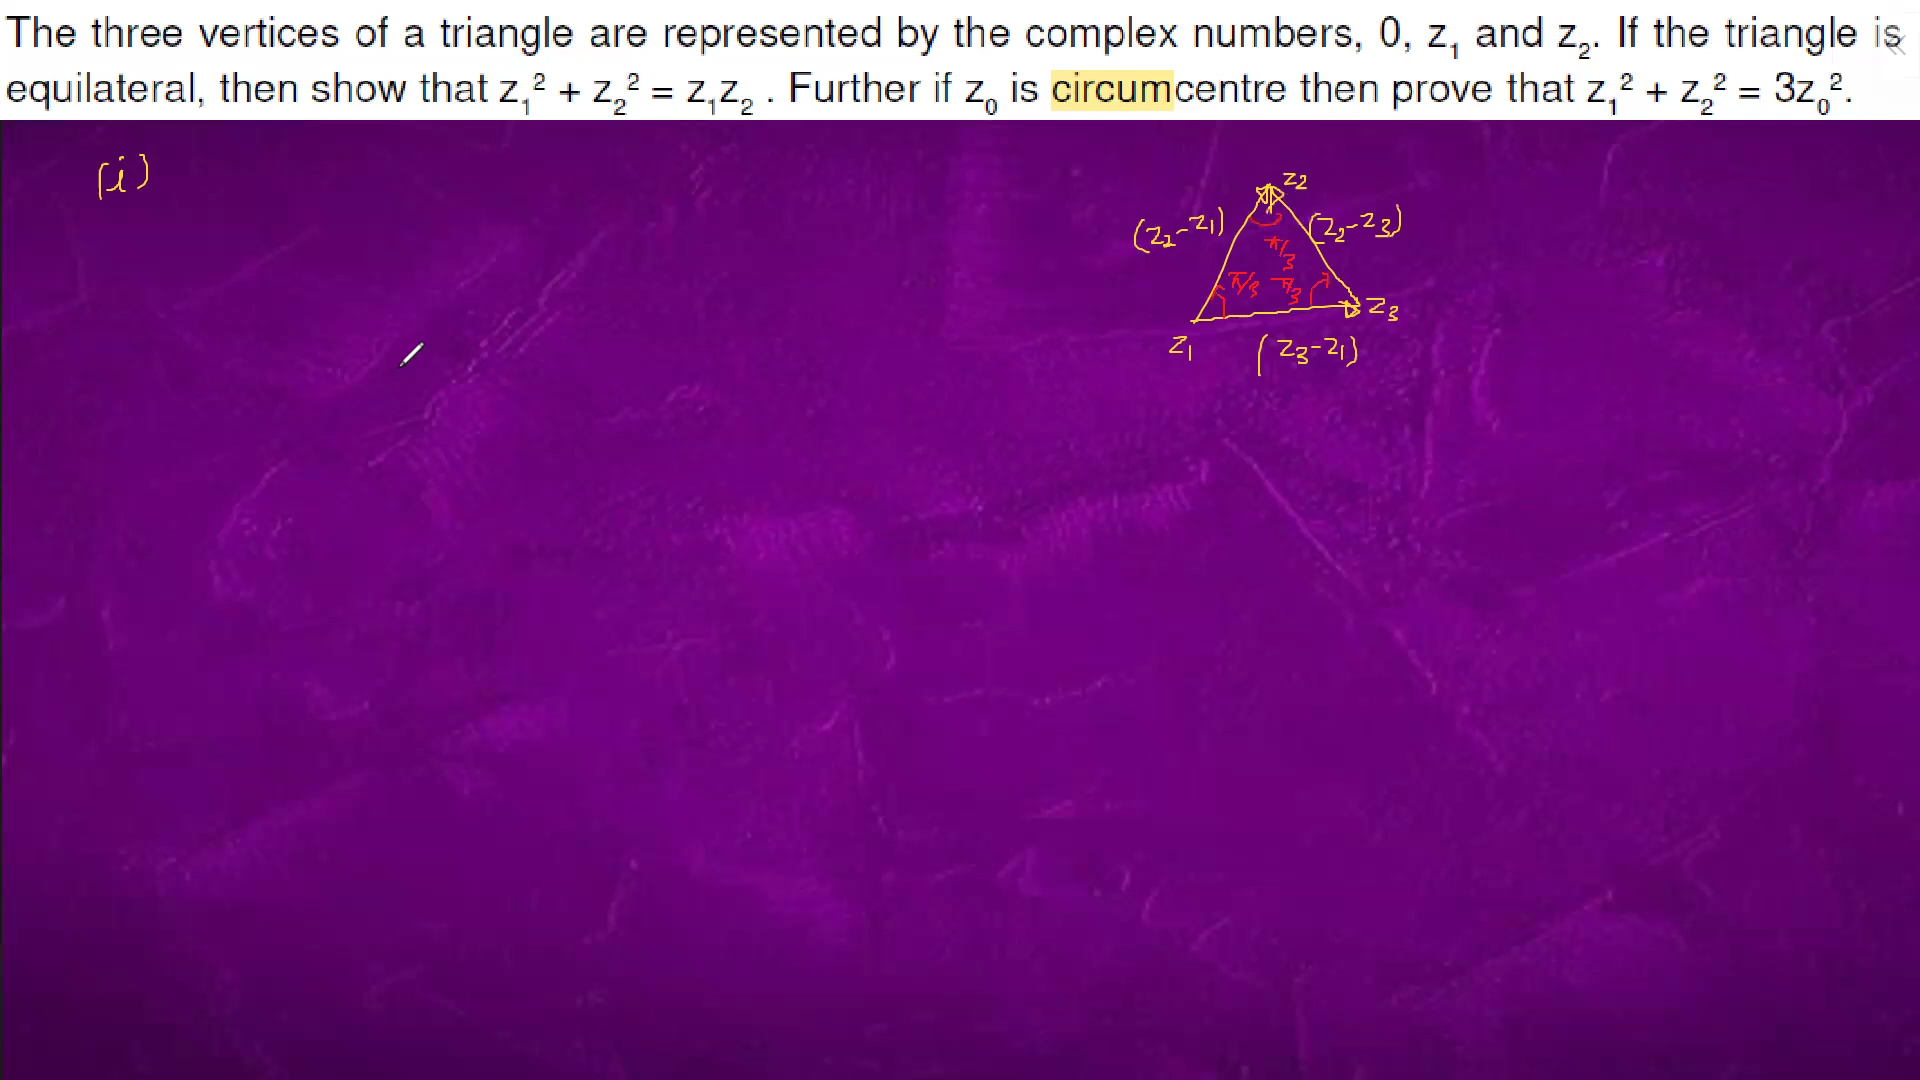 The three vertices of a triangle are represented by the complex numbers, 0, z₁ and z₂. If the triangle is
equilateral, then show that z₁² + z₂² = z₁z₂ . Further if z₀ is circumcentre then prove that z₁² + z₂² = 3z₀².
(i)
z₂
(z₂-z₁)
(z₂-z₃)
π/3
π/3 π/3
z₃
z₁
(z₃-z₁)